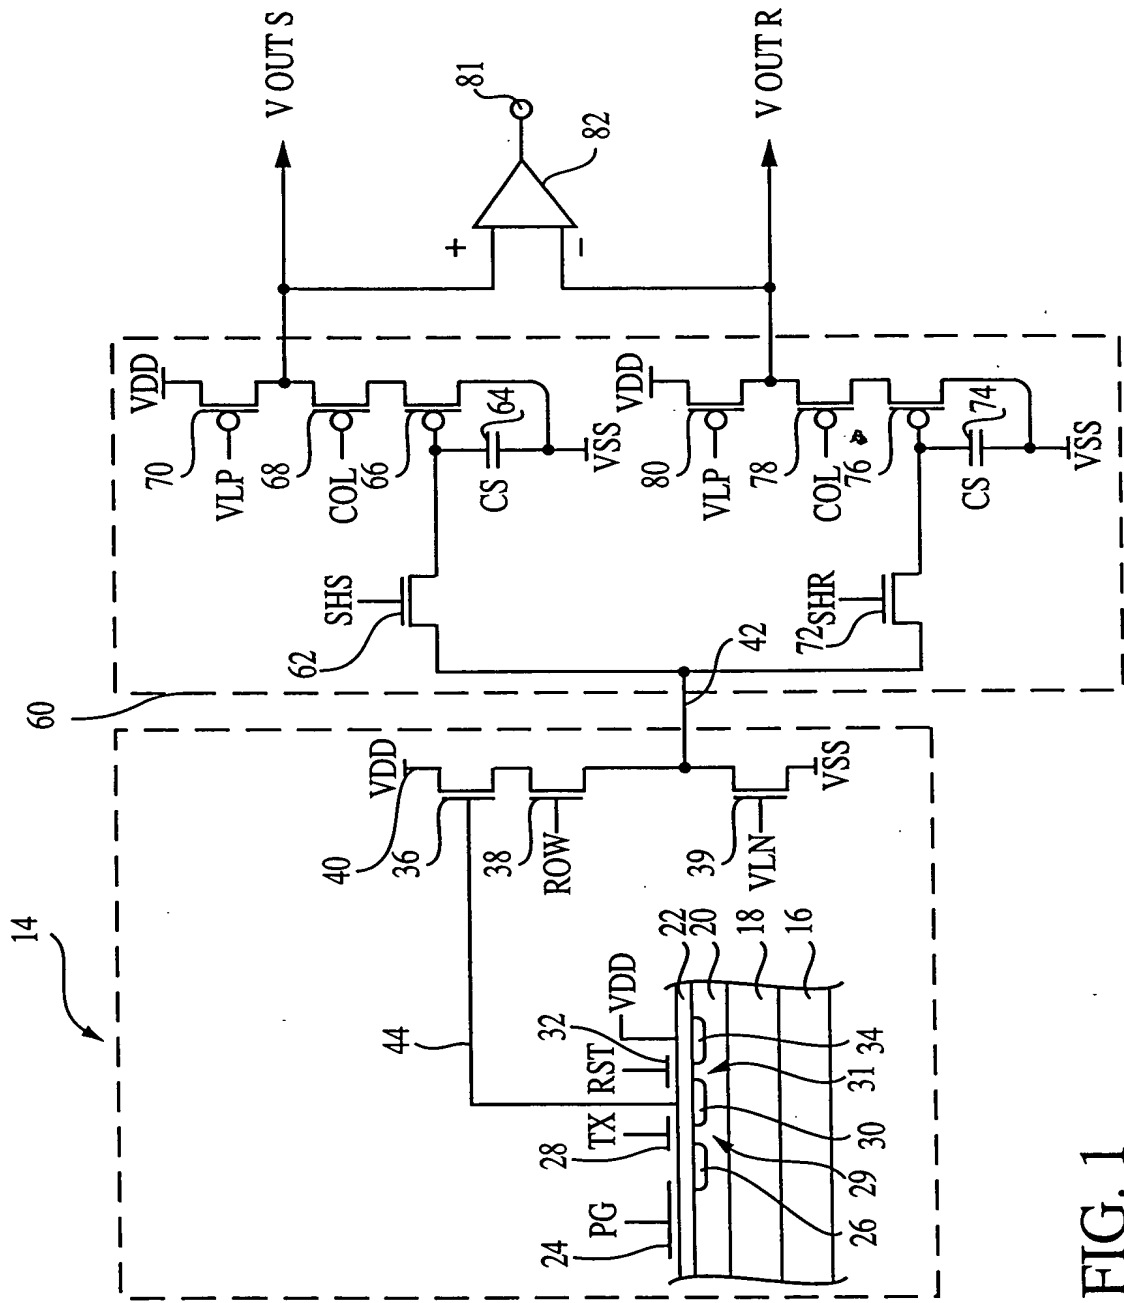 14
60
40
VDD
36
38
ROW
39
VLN
VSS
42
44
24
PG
28
TX
RST
32
VDD
22
20
18
16
26
29
30
31
34
62
SHS
72
SHR
VDD
70
VLP
68
COL
66
64
CS
VSS
VDD
80
VLP
78
COL
76
74
CS
VSS
V OUT S
+
-
81
82
V OUT R
FIG. 1